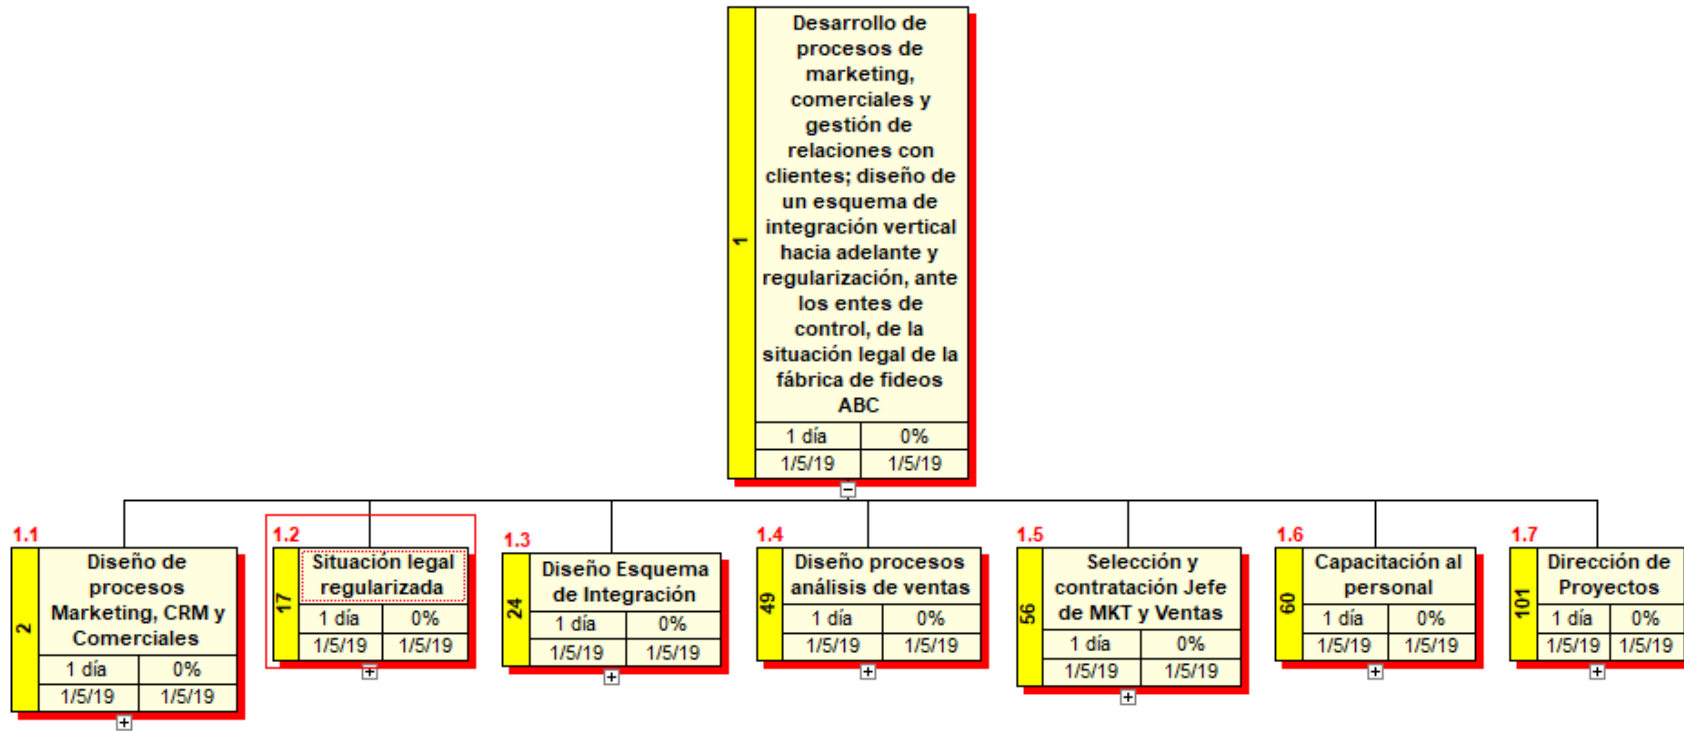 Desarrollo de
procesos de
marketing,
comerciales y
gestión de
relaciones con
clientes; diseño de
un esquema de
integración vertical
hacia adelante y
regularización, ante
los entes de
control, de la
situación legal de la
fábrica de fideos
ABC
1
1 día 0%
1/5/19 1/5/19
1.1
Diseño de
procesos
Marketing, CRM y
Comerciales
2
1 día 0%
1/5/19 1/5/19
1.2
Situación legal
regularizada
17
1 día 0%
1/5/19 1/5/19
1.3
Diseño Esquema
de Integración
24
1 día 0%
1/5/19 1/5/19
1.4
Diseño procesos
análisis de ventas
49
1 día 0%
1/5/19 1/5/19
1.5
Selección y
contratación Jefe
de MKT y Ventas
56
1 día 0%
1/5/19 1/5/19
1.6
Capacitación al
personal
60
1 día 0%
1/5/19 1/5/19
1.7
Dirección de
Proyectos
101
1 día 0%
1/5/19 1/5/19